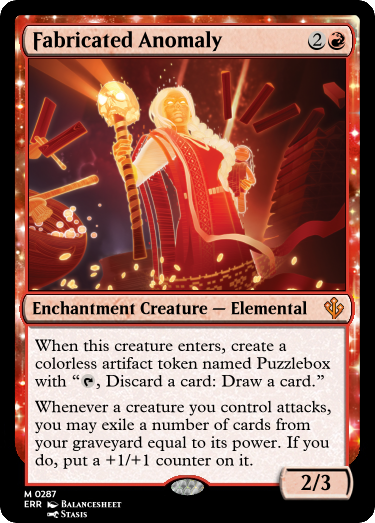 Fabricated Anomaly 2
Enchantment Creature — Elemental
When this creature enters, create a
colorless artifact token named Puzzlebox
with “, Discard a card: Draw a card.”
Whenever a creature you control attacks,
you may exile a number of cards from
your graveyard equal to its power. If you
do, put a +1/+1 counter on it.
2/3
M 0287
ERR Balancesheet
Stasis